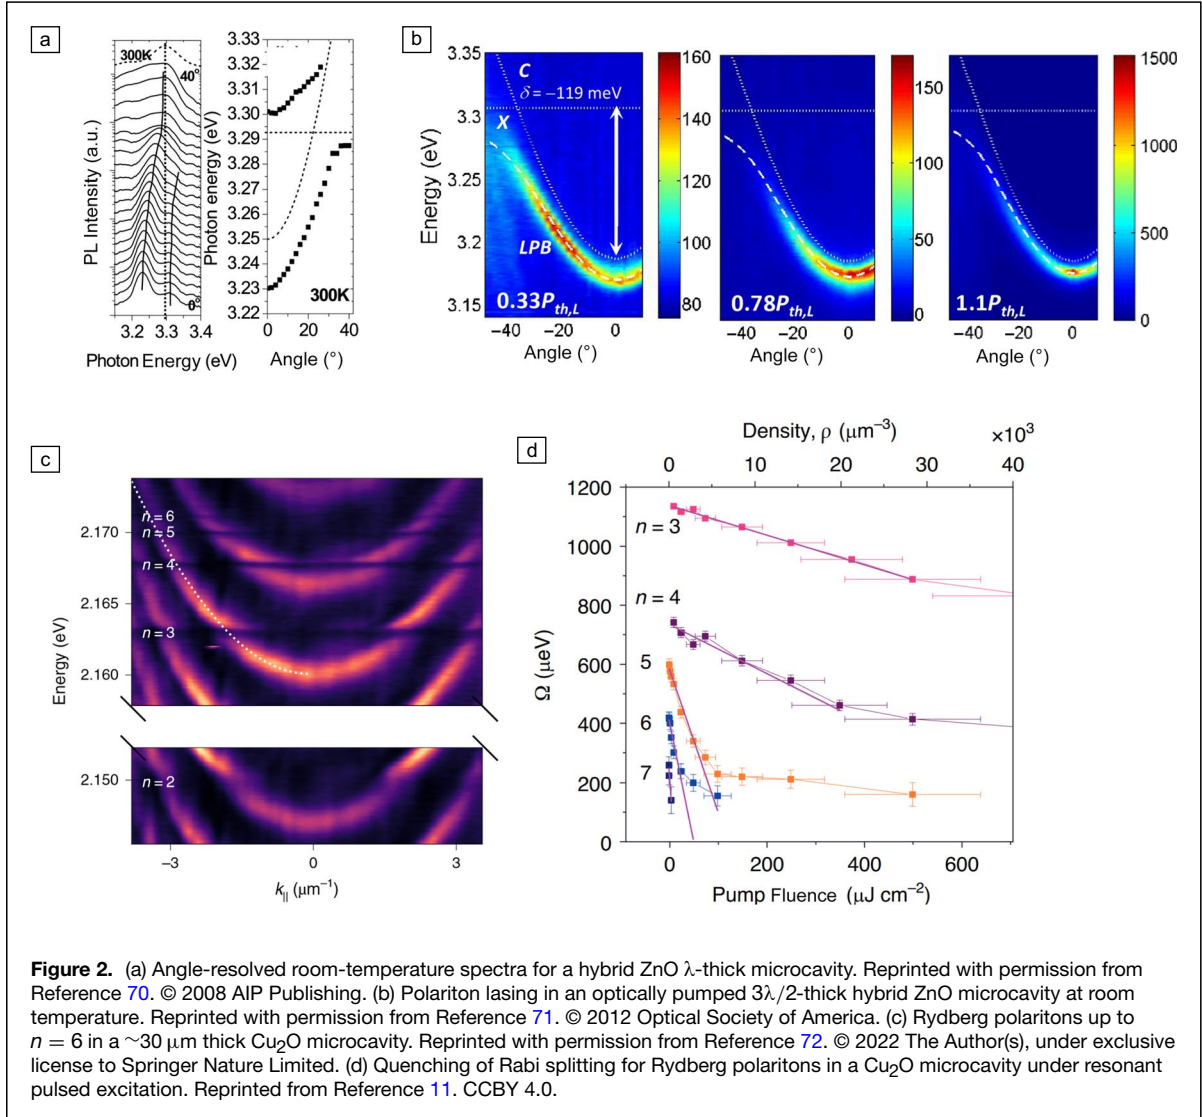 a
PL Intensity (a.u.)
300K
40°
0°
3.2 3.3 3.4
Photon Energy (eV)
Photon energy (eV)
3.33
3.32
3.31
3.30
3.29
3.28
3.27
3.26
3.25
3.24
3.23
3.22
300K
0 20 40
Angle (°)
b
Energy (eV)
3.35
3.3
3.25
3.2
3.15
C
δ = −119 meV
X
LPB
0.33P_th,L
−40 −20 0
Angle (°)
160
140
120
100
80
0.78P_th,L
−40 −20 0
Angle (°)
150
100
50
0
1.1P_th,L
−40 −20 0
Angle (°)
1500
1000
500
0
c
Energy (eV)
2.170
2.165
2.160
2.150
n = 6
n = 5
n = 4
n = 3
n = 2
−3 0 3
k_|| (μm⁻¹)
d
Density, ρ (μm⁻³)
×10³
0 10 20 30 40
Ω (μeV)
1200
1000
800
600
400
200
0
n = 3
n = 4
5
6
7
0 200 400 600
Pump Fluence (μJ cm⁻²)
Figure 2. (a) Angle-resolved room-temperature spectra for a hybrid ZnO λ-thick microcavity. Reprinted with permission from
Reference 70. © 2008 AIP Publishing. (b) Polariton lasing in an optically pumped 3λ/2-thick hybrid ZnO microcavity at room
temperature. Reprinted with permission from Reference 71. © 2012 Optical Society of America. (c) Rydberg polaritons up to
n = 6 in a ~30 μm thick Cu₂O microcavity. Reprinted with permission from Reference 72. © 2022 The Author(s), under exclusive
license to Springer Nature Limited. (d) Quenching of Rabi splitting for Rydberg polaritons in a Cu₂O microcavity under resonant
pulsed excitation. Reprinted from Reference 11. CCBY 4.0.